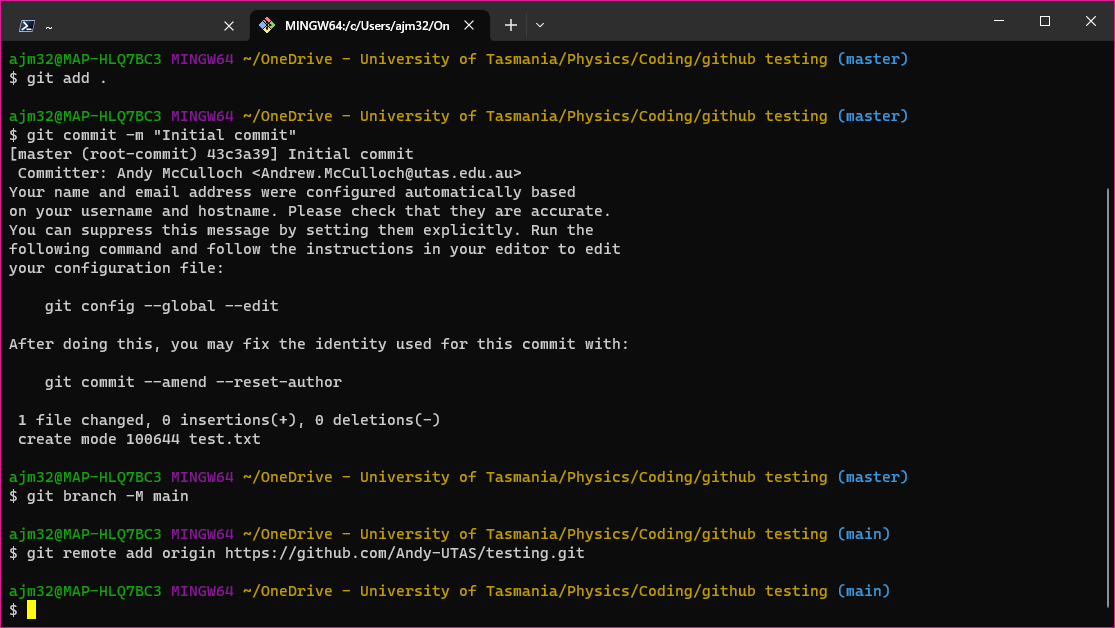 ~
MINGW64:/c/Users/ajm32/On
ajm32@MAP-HLQ7BC3 MINGW64 ~/OneDrive - University of Tasmania/Physics/Coding/github testing (master)
$ git add .
ajm32@MAP-HLQ7BC3 MINGW64 ~/OneDrive - University of Tasmania/Physics/Coding/github testing (master)
$ git commit -m "Initial commit"
[master (root-commit) 43c3a39] Initial commit
 Committer: Andy McCulloch <Andrew.McCulloch@utas.edu.au>
Your name and email address were configured automatically based
on your username and hostname. Please check that they are accurate.
You can suppress this message by setting them explicitly. Run the
following command and follow the instructions in your editor to edit
your configuration file:
    git config --global --edit
After doing this, you may fix the identity used for this commit with:
    git commit --amend --reset-author
 1 file changed, 0 insertions(+), 0 deletions(-)
 create mode 100644 test.txt
ajm32@MAP-HLQ7BC3 MINGW64 ~/OneDrive - University of Tasmania/Physics/Coding/github testing (master)
$ git branch -M main
ajm32@MAP-HLQ7BC3 MINGW64 ~/OneDrive - University of Tasmania/Physics/Coding/github testing (main)
$ git remote add origin https://github.com/Andy-UTAS/testing.git
ajm32@MAP-HLQ7BC3 MINGW64 ~/OneDrive - University of Tasmania/Physics/Coding/github testing (main)
$